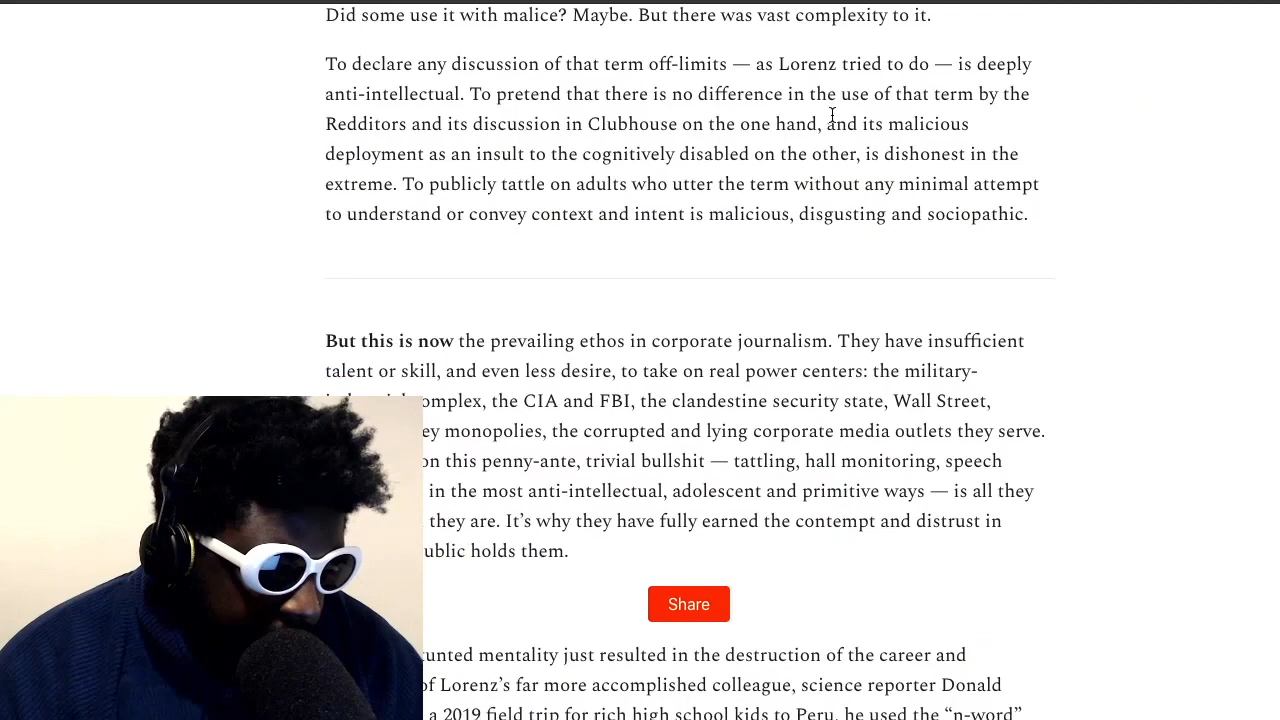 Did some use it with malice? Maybe. But there was vast complexity to it.
To declare any discussion of that term off-limits — as Lorenz tried to do — is deeply
anti-intellectual. To pretend that there is no difference in the use of that term by the
Redditors and its discussion in Clubhouse on the one hand, and its malicious
deployment as an insult to the cognitively disabled on the other, is dishonest in the
extreme. To publicly tattle on adults who utter the term without any minimal attempt
to understand or convey context and intent is malicious, disgusting and sociopathic.
But this is now the prevailing ethos in corporate journalism. They have insufficient
talent or skill, and even less desire, to take on real power centers: the military-
complex, the CIA and FBI, the clandestine security state, Wall Street,
monopolies, the corrupted and lying corporate media outlets they serve.
on this penny-ante, trivial bullshit — tattling, hall monitoring, speech
in the most anti-intellectual, adolescent and primitive ways — is all they
they are. It’s why they have fully earned the contempt and distrust in
public holds them.
Share
mentality just resulted in the destruction of the career and
of Lorenz’s far more accomplished colleague, science reporter Donald
a 2019 field trip for rich high school kids to Peru, he used the “n-word”